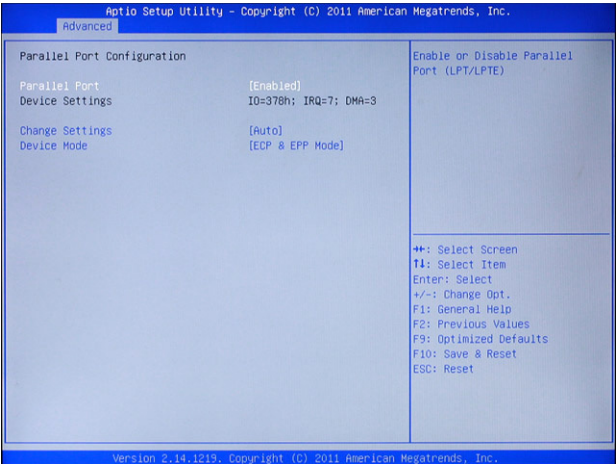 Aptio Setup Utility – Copyright (C) 2011 American Megatrends, Inc.
Advanced
Parallel Port Configuration
Parallel Port [Enabled]
Device Settings IO=378h; IRQ=7; DMA=3
Change Settings [Auto]
Device Mode [ECP & EPP Mode]
Enable or Disable Parallel
Port (LPT/LPTE)
→←: Select Screen
↑↓: Select Item
Enter: Select
+/-: Change Opt.
F1: General Help
F2: Previous Values
F9: Optimized Defaults
F10: Save & Reset
ESC: Reset
Version 2.14.1219. Copyright (C) 2011 American Megatrends, Inc.